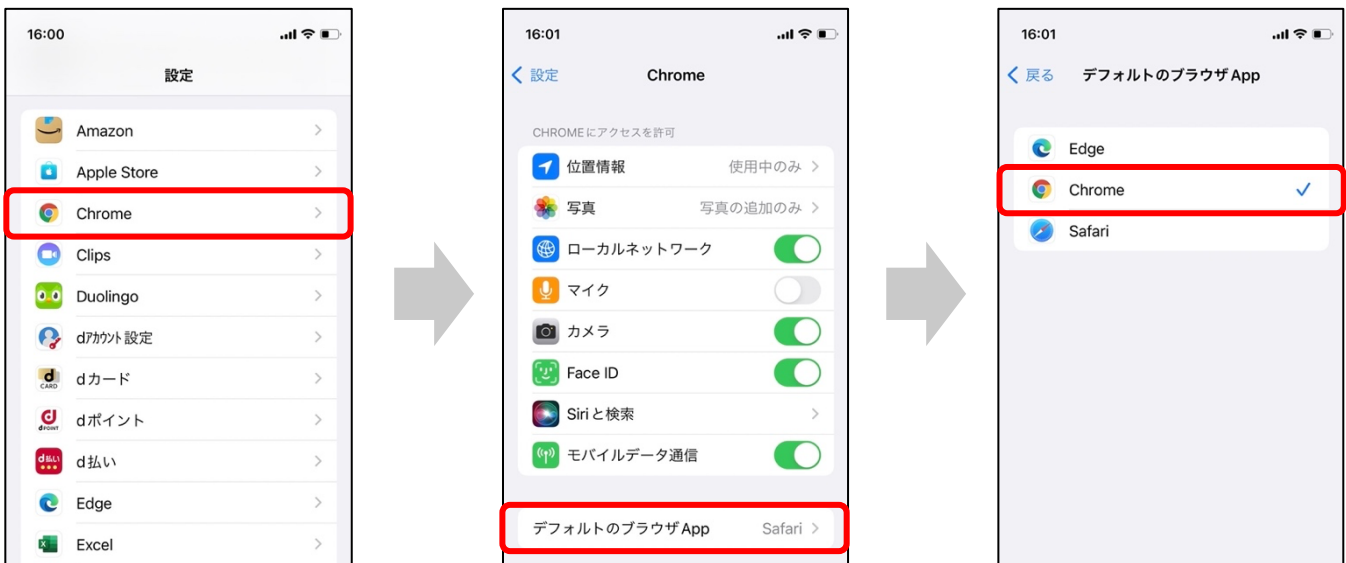 16:00
設定
Amazon
Apple Store
Chrome
Clips
Duolingo
dアカウント設定
d CARD
dカード
d POINT
dポイント
d払い
d払い
Edge
Excel
16:01
設定
Chrome
CHROMEにアクセスを許可
位置情報 使用中のみ
写真 写真の追加のみ
ローカルネットワーク
マイク
カメラ
Face ID
Siriと検索
モバイルデータ通信
デフォルトのブラウザApp Safari
16:01
戻る デフォルトのブラウザApp
Edge
Chrome
Safari